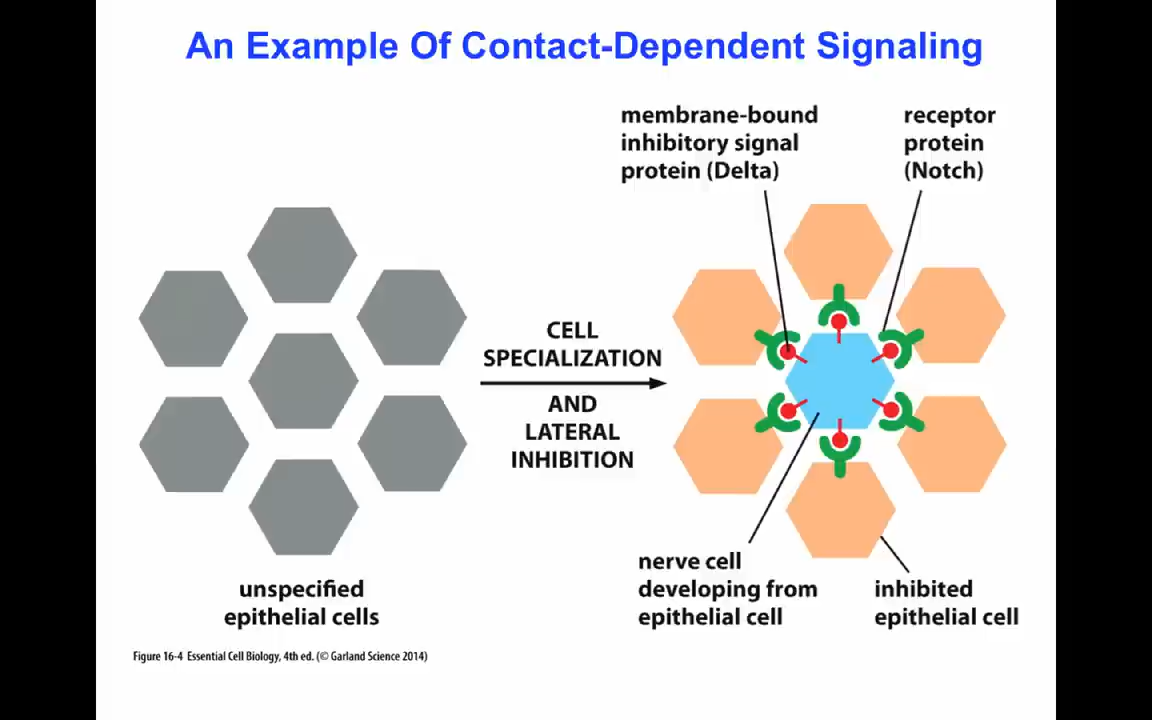 An Example Of Contact-Dependent Signaling
membrane-bound
inhibitory signal
protein (Delta)
receptor
protein
(Notch)
CELL
SPECIALIZATION
AND
LATERAL
INHIBITION
unspecified
epithelial cells
nerve cell
developing from
epithelial cell
inhibited
epithelial cell
Figure 16-4 Essential Cell Biology, 4th ed. (© Garland Science 2014)